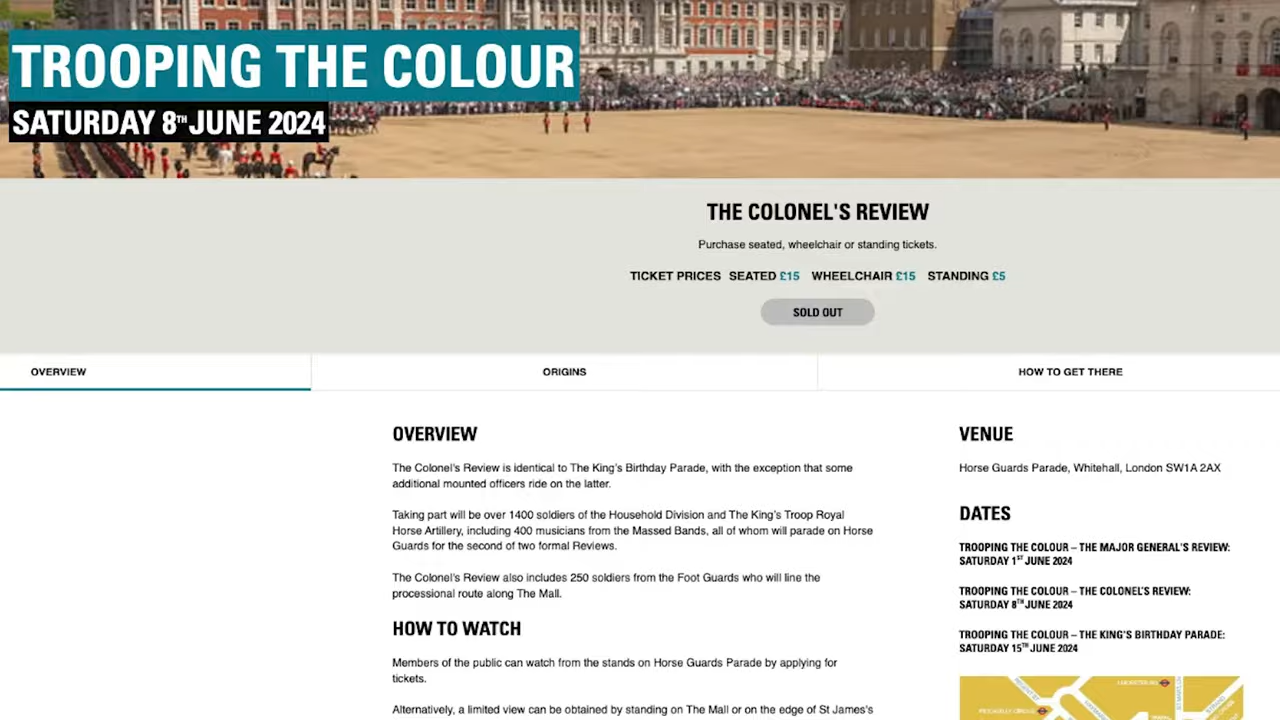 TROOPING THE COLOUR
SATURDAY 8TH JUNE 2024
THE COLONEL'S REVIEW
Purchase seated, wheelchair or standing tickets.
TICKET PRICES SEATED £15 WHEELCHAIR £15 STANDING £5
SOLD OUT
OVERVIEW
ORIGINS
HOW TO GET THERE
OVERVIEW
The Colonel's Review is identical to The King's Birthday Parade, with the exception that some
additional mounted officers ride on the latter.
Taking part will be over 1400 soldiers of the Household Division and The King's Troop Royal
Horse Artillery, including 400 musicians from the Massed Bands, all of whom will parade on Horse
Guards for the second of two formal Reviews.
The Colonel's Review also includes 250 soldiers from the Foot Guards who will line the
processional route along The Mall.
HOW TO WATCH
Members of the public can watch from the stands on Horse Guards Parade by applying for
tickets.
Alternatively, a limited view can be obtained by standing on The Mall or on the edge of St James's
VENUE
Horse Guards Parade, Whitehall, London SW1A 2AX
DATES
TROOPING THE COLOUR – THE MAJOR GENERAL'S REVIEW:
SATURDAY 1ST JUNE 2024
TROOPING THE COLOUR – THE COLONEL'S REVIEW:
SATURDAY 8TH JUNE 2024
TROOPING THE COLOUR – THE KING'S BIRTHDAY PARADE:
SATURDAY 15TH JUNE 2024
PICCADILLY CIRCUS